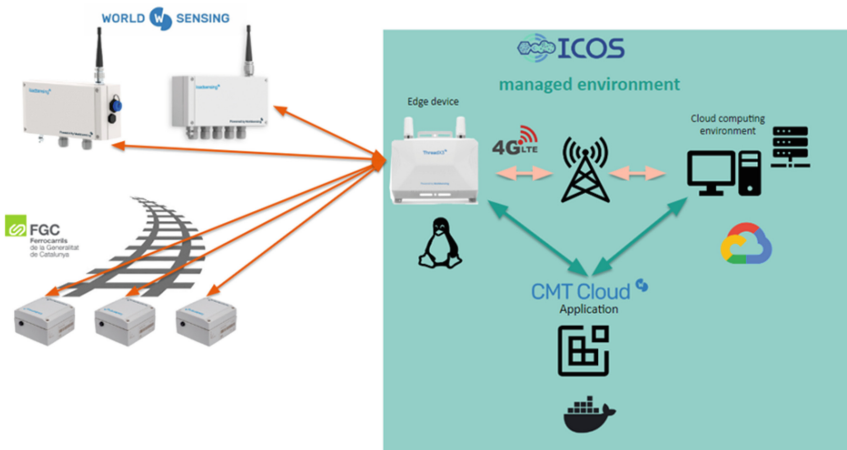 WORLD SENSING
ICOS
managed environment
Edge device
Cloud computing
environment
ThreadX3
4G LTE
FGC
Ferrocarrils
de la Generalitat
de Catalunya
CMT Cloud
Application